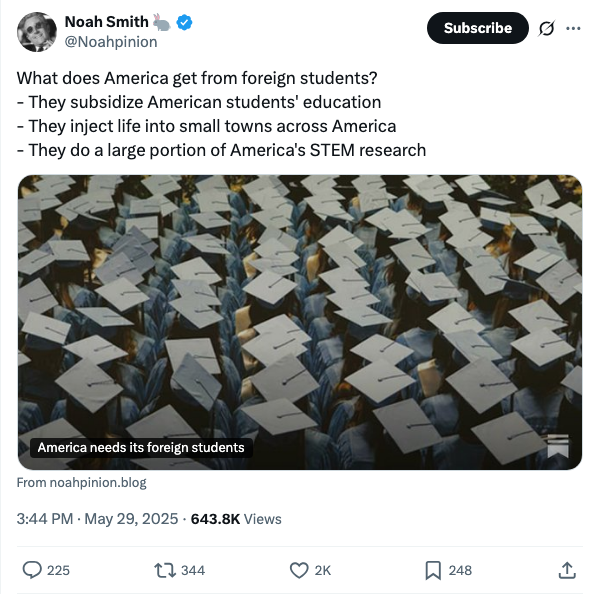 Noah Smith 🐇
@Noahpinion
Subscribe
What does America get from foreign students?
- They subsidize American students' education
- They inject life into small towns across America
- They do a large portion of America's STEM research
America needs its foreign students
From noahpinion.blog
3:44 PM · May 29, 2025 · 643.8K Views
225 344 2K 248